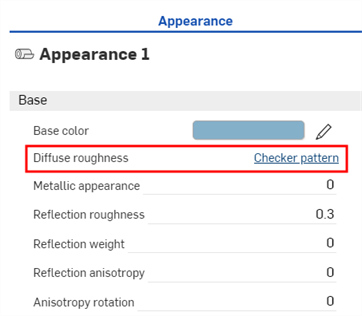 Appearance
Appearance 1
Base
Base color
Diffuse roughness Checker pattern
Metallic appearance 0
Reflection roughness 0.3
Reflection weight 0
Reflection anisotropy 0
Anisotropy rotation 0